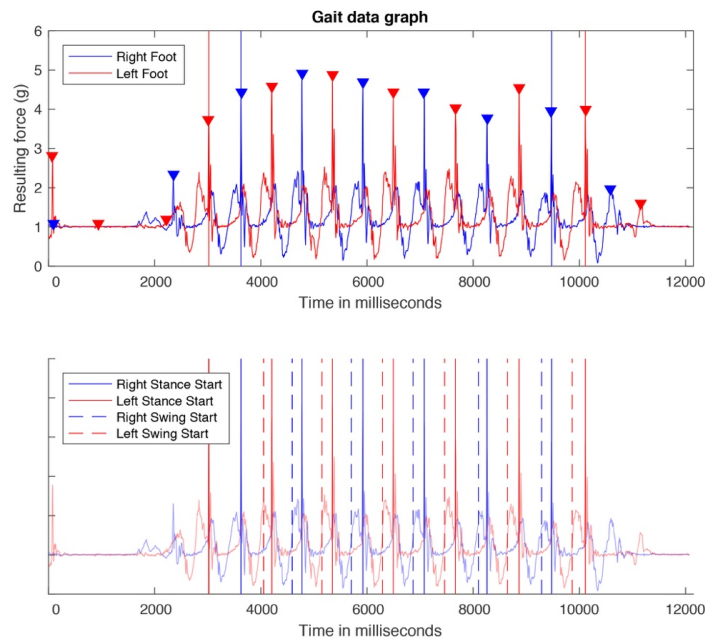 Gait data graph
6
5
4
3
2
1
0
Resulting force (g)
Right Foot
Left Foot
0 2000 4000 6000 8000 10000 12000
Time in milliseconds
Right Stance Start
Left Stance Start
Right Swing Start
Left Swing Start
0 2000 4000 6000 8000 10000 12000
Time in milliseconds